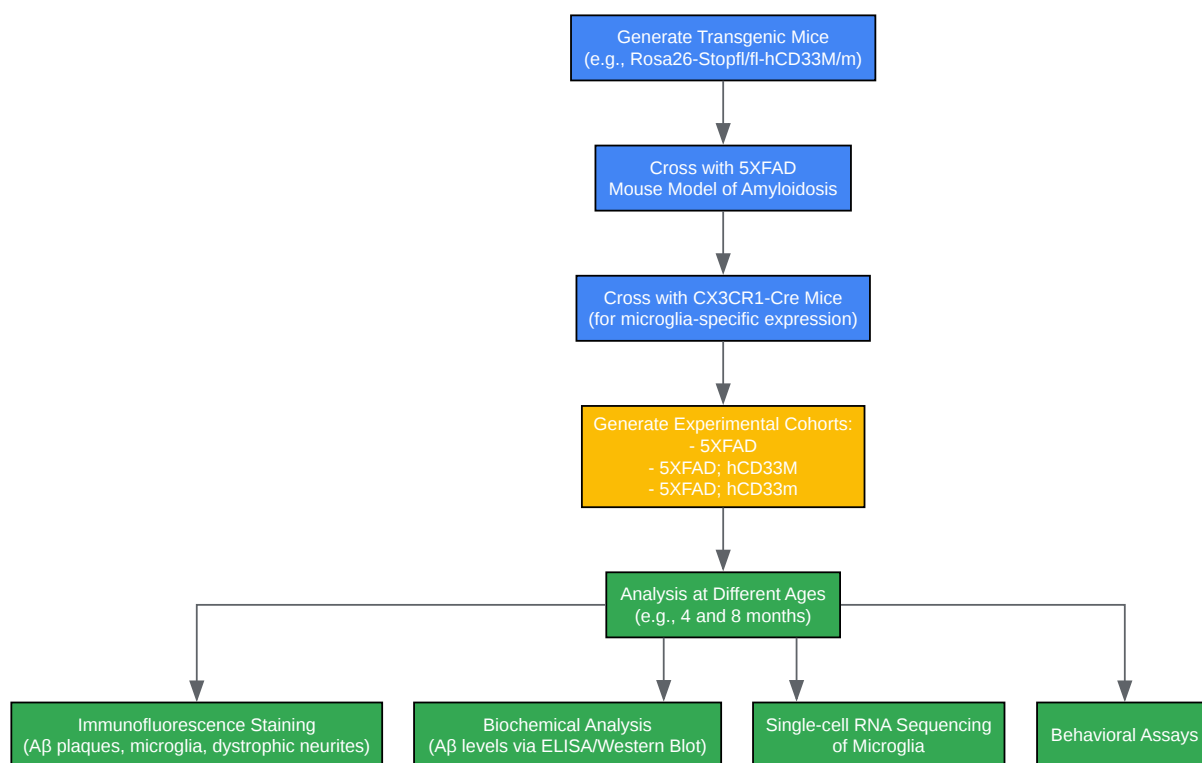 Generate Transgenic Mice
(e.g., Rosa26-Stopfl/fl-hCD33M/m)
Cross with 5XFAD
Mouse Model of Amyloidosis
Cross with CX3CR1-Cre Mice
(for microglia-specific expression)
Generate Experimental Cohorts:
- 5XFAD
- 5XFAD; hCD33M
- 5XFAD; hCD33m
Analysis at Different Ages
(e.g., 4 and 8 months)
Immunofluorescence Staining
(Aβ plaques, microglia, dystrophic neurites)
Biochemical Analysis
(Aβ levels via ELISA/Western Blot)
Single-cell RNA Sequencing
of Microglia
Behavioral Assays